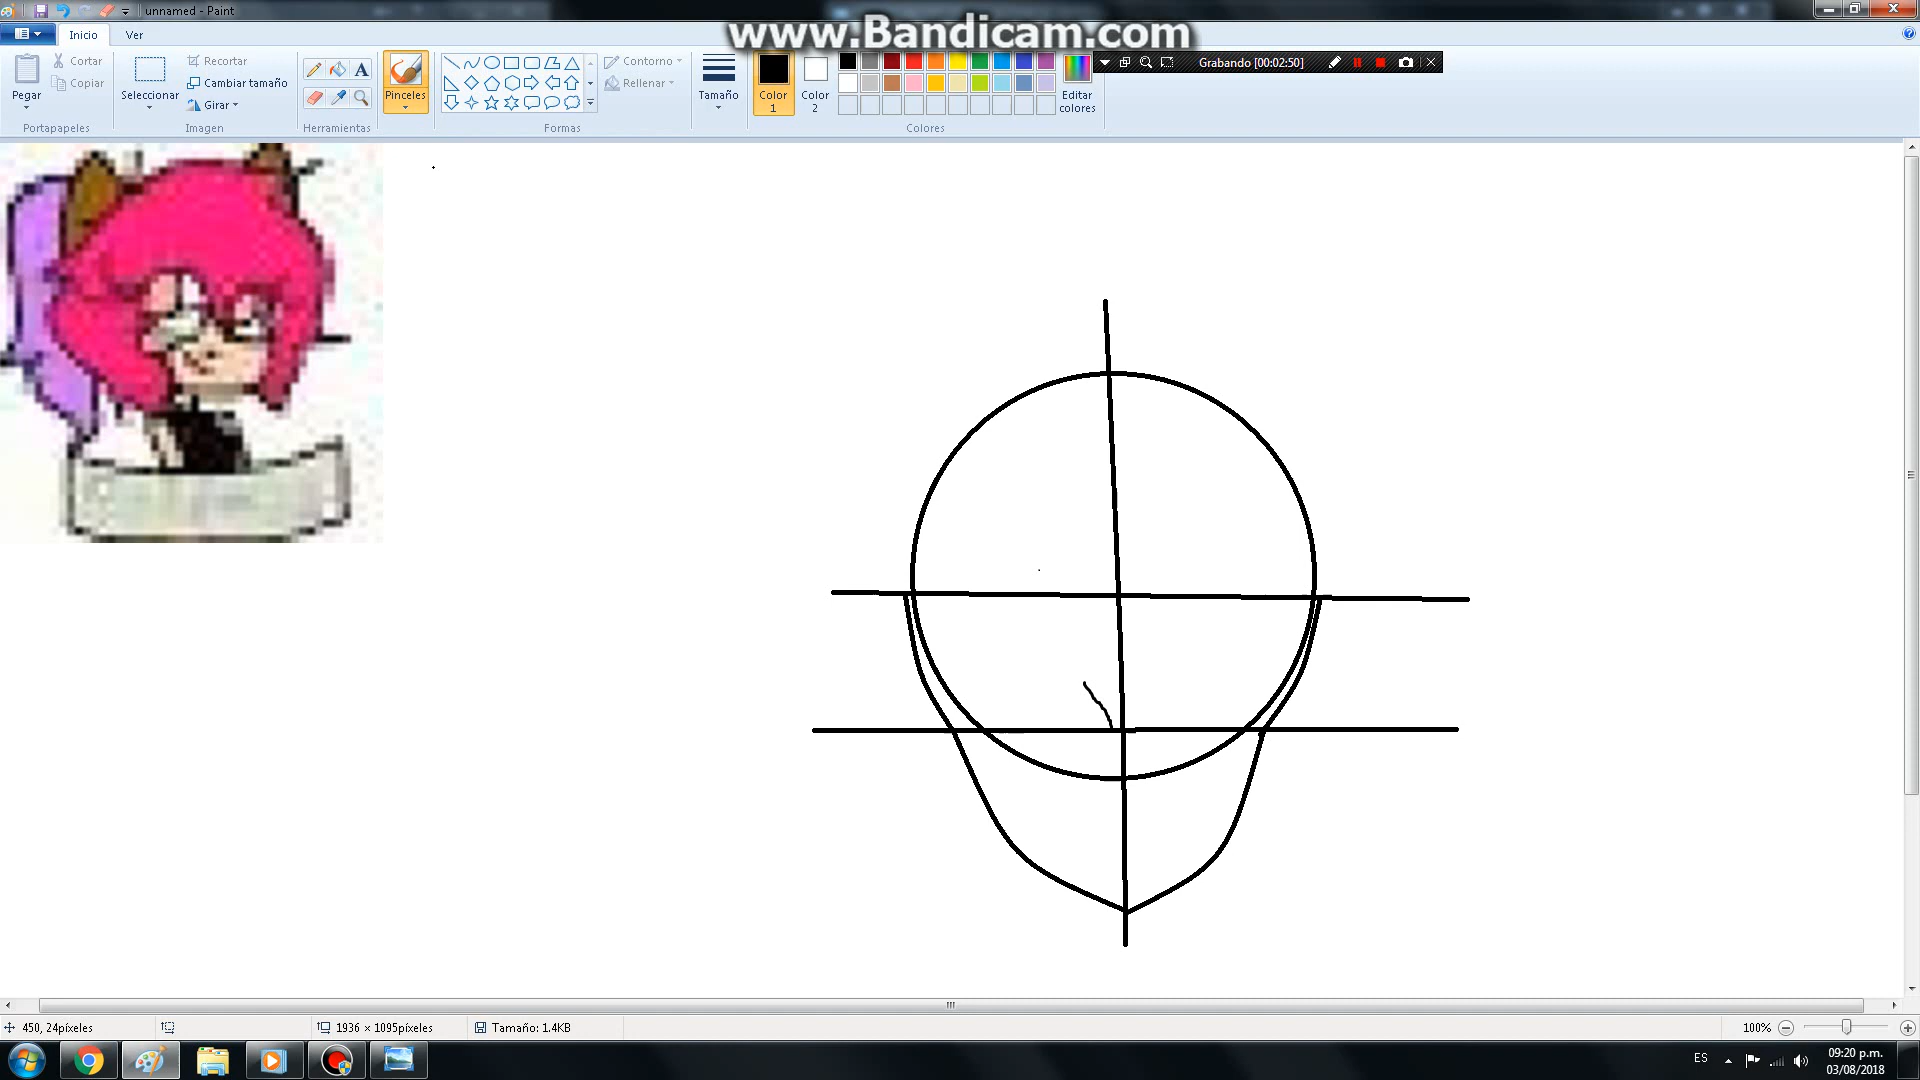 unnamed - Paint
www.Bandicam.com
Inicio
Ver
Grabando [00:02:50]
Pegar
Cortar
Copiar
Portapapeles
Seleccionar
Recortar
Cambiar tamaño
Girar
Imagen
A
Herramientas
Pinceles
Formas
Contorno
Rellenar
Tamaño
Color
1
Color
2
Colores
Editar
colores
450, 24píxeles
1936 × 1095píxeles
Tamaño: 1.4KB
100%
ES
09:20 p.m.
03/08/2018